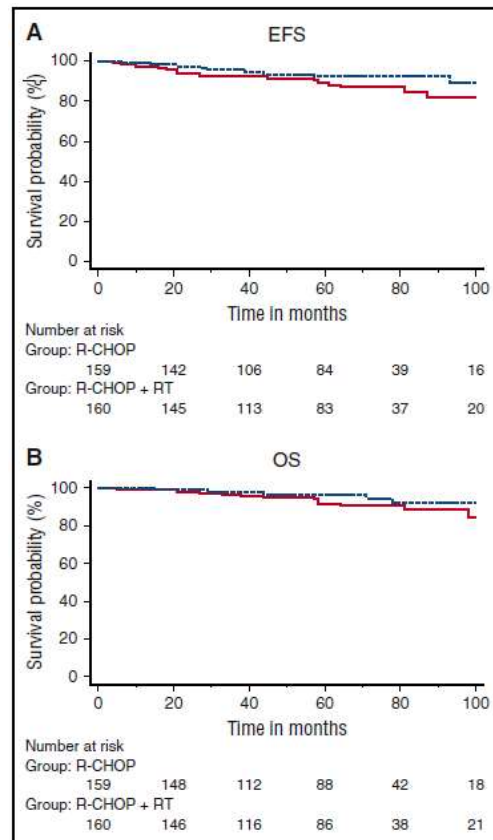 A
EFS
Survival probability (%)
100
80
60
40
20
0
0 20 40 60 80 100
Time in months
Number at risk
Group: R-CHOP
159 142 106 84 39 16
Group: R-CHOP + RT
160 145 113 83 37 20
B
OS
Survival probability (%)
100
80
60
40
20
0
0 20 40 60 80 100
Time in months
Number at risk
Group: R-CHOP
159 148 112 88 42 18
Group: R-CHOP + RT
160 146 116 86 38 21